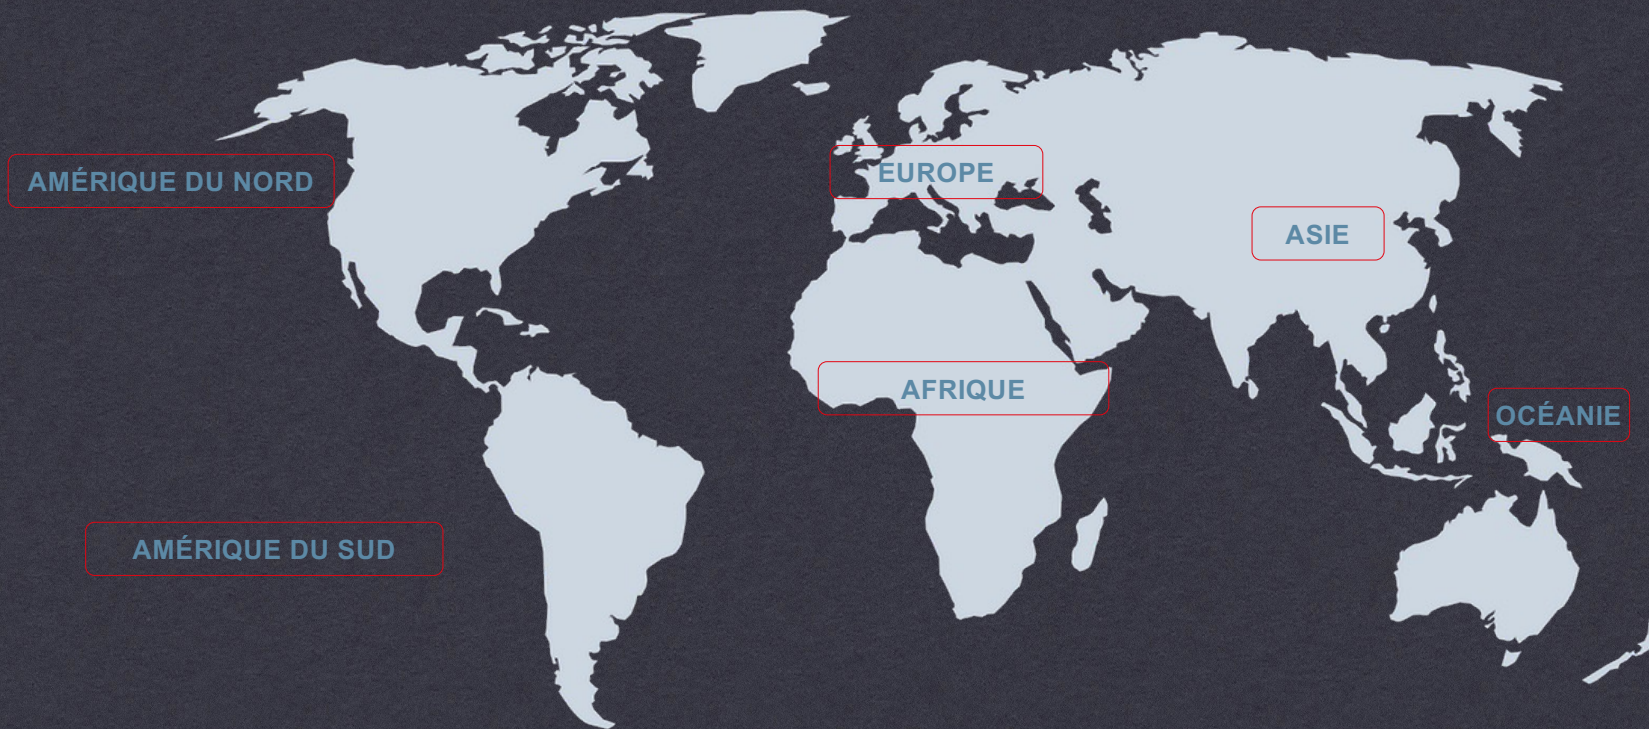 AMÉRIQUE DU NORD
EUROPE
ASIE
AFRIQUE
OCÉANIE
AMÉRIQUE DU SUD